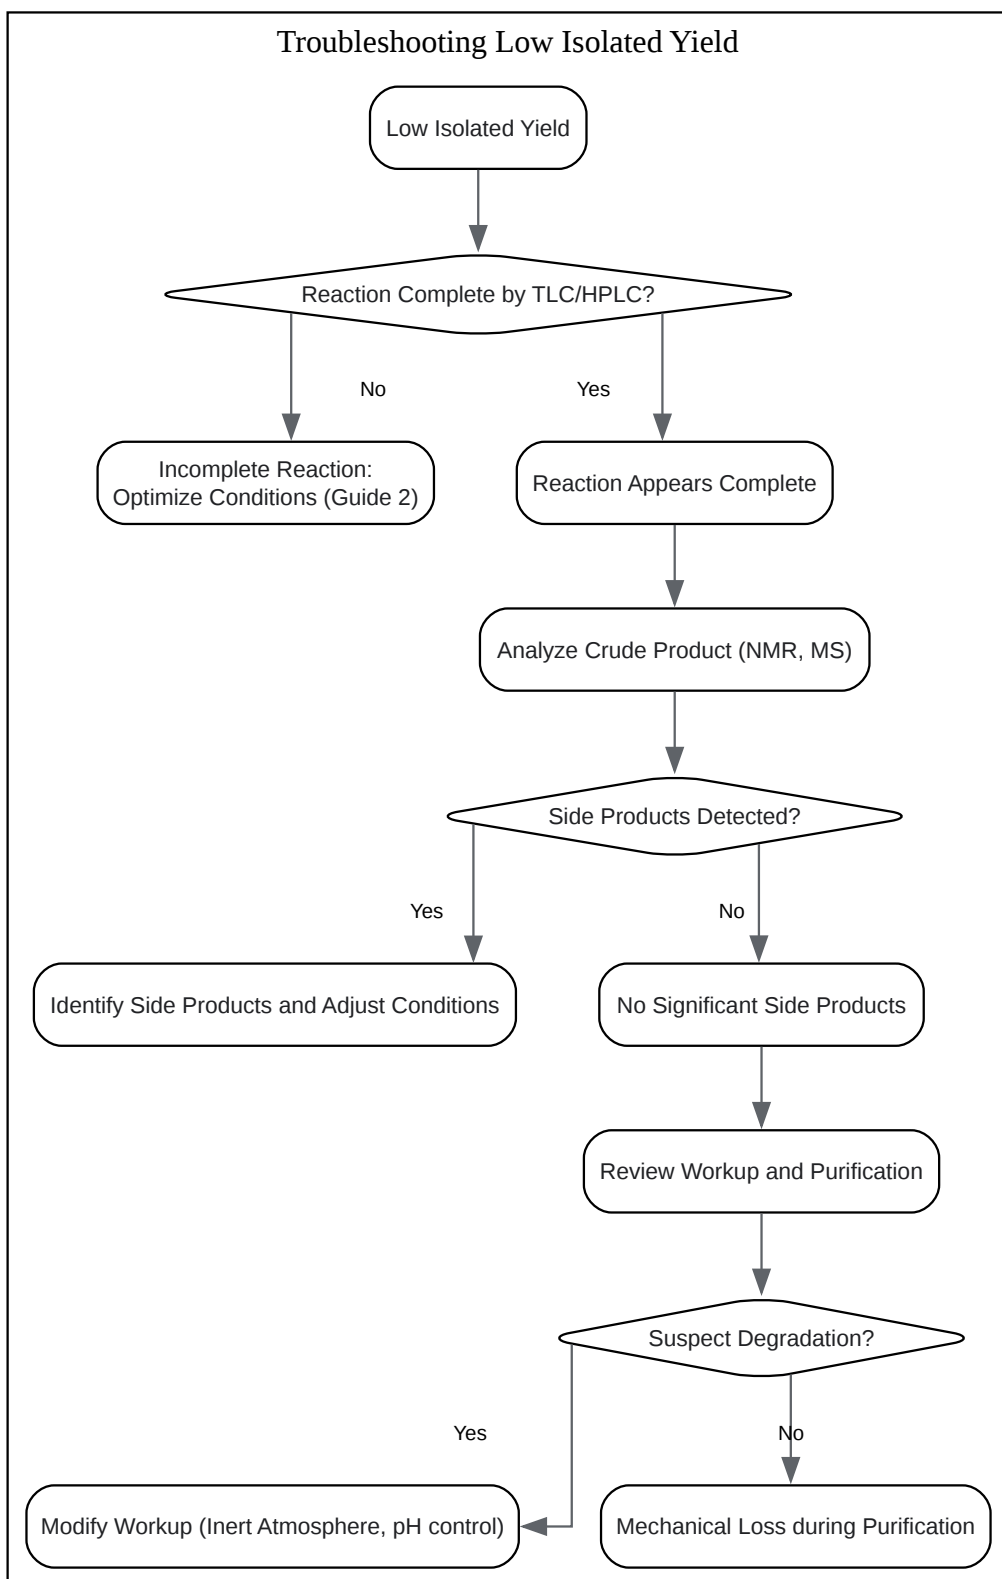 Troubleshooting Low Isolated Yield
Low Isolated Yield
Reaction Complete by TLC/HPLC?
No
Yes
Incomplete Reaction:
Optimize Conditions (Guide 2)
Reaction Appears Complete
Analyze Crude Product (NMR, MS)
Side Products Detected?
Yes
No
Identify Side Products and Adjust Conditions
No Significant Side Products
Review Workup and Purification
Suspect Degradation?
Yes
No
Modify Workup (Inert Atmosphere, pH control)
Mechanical Loss during Purification